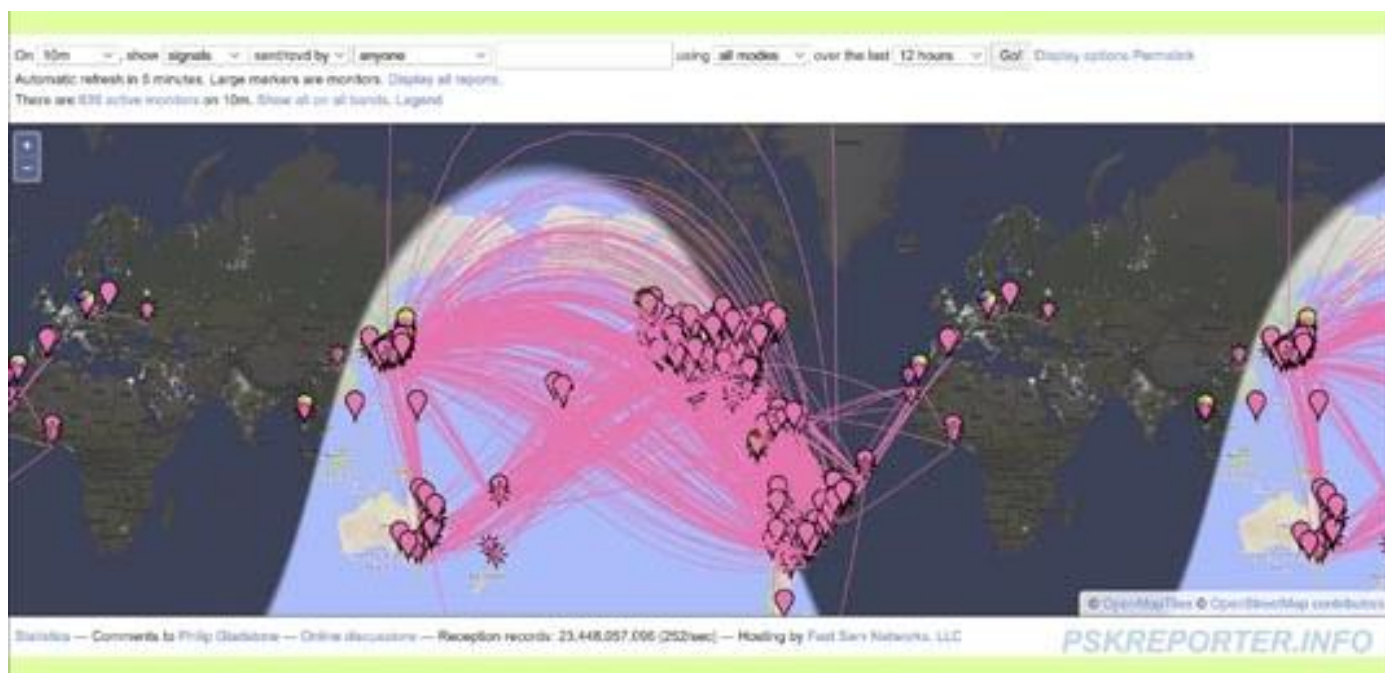 On 10m , show signals sent/rcvd by anyone using all modes over the last 12 hours Go! Display options Permalink
Automatic refresh in 5 minutes. Large markers are monitors. Display all reports.
There are active monitors on 10m. Show all on all bands. Legend
+
−
© OpenMapTiles © OpenStreetMap contributors
Statistics — Comments to Philip Gladstone — Online discussions — Reception records: 23,448,057,095 (252/sec) — Hosting by Fast Serv Networks, LLC
PSKREPORTER.INFO